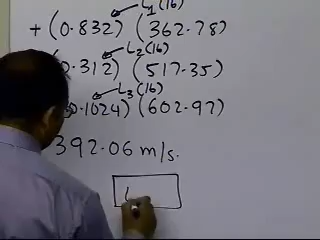 L₁(16)
+ (0.832) (362.78)
L₂(16)
0.312) (517.35)
L₃(16)
0.1024) (602.97)
392.06 m/s.